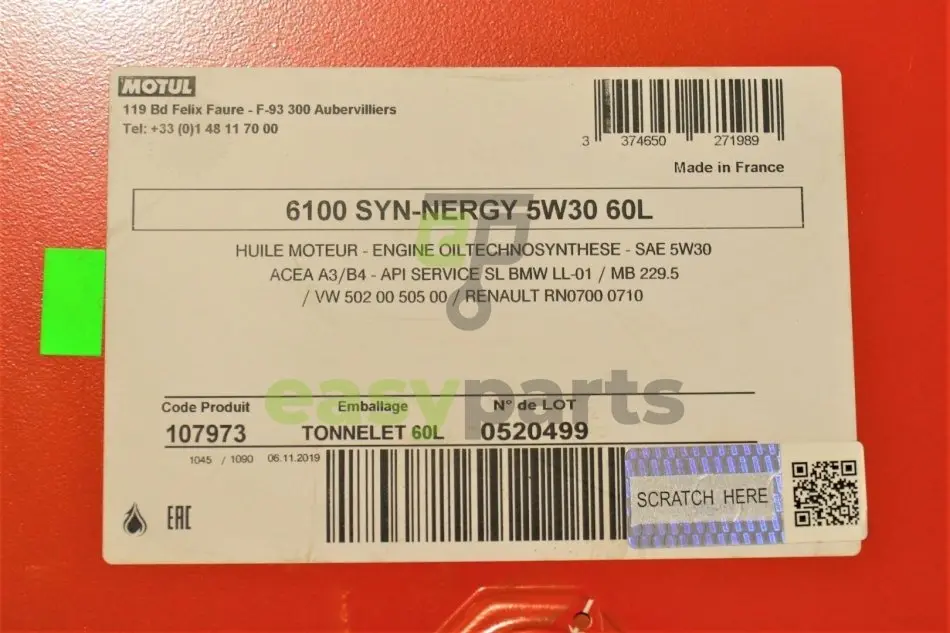 MOTUL
119 Bd Felix Faure - F-93 300 Aubervilliers
Tel: +33 (0)1 48 11 70 00
3 374650 271989
Made in France
6100 SYN-NERGY 5W30 60L
HUILE MOTEUR - ENGINE OILTECHNOSYNTHESE - SAE 5W30
ACEA A3/B4 - API SERVICE SL BMW LL-01 / MB 229.5
/ VW 502 00 505 00 / RENAULT RN0700 0710
easyparts
Code Produit Emballage N° de LOT
107973 TONNELET 60L 0520499
1045 / 1090 06.11.2019
SCRATCH HERE
EAC